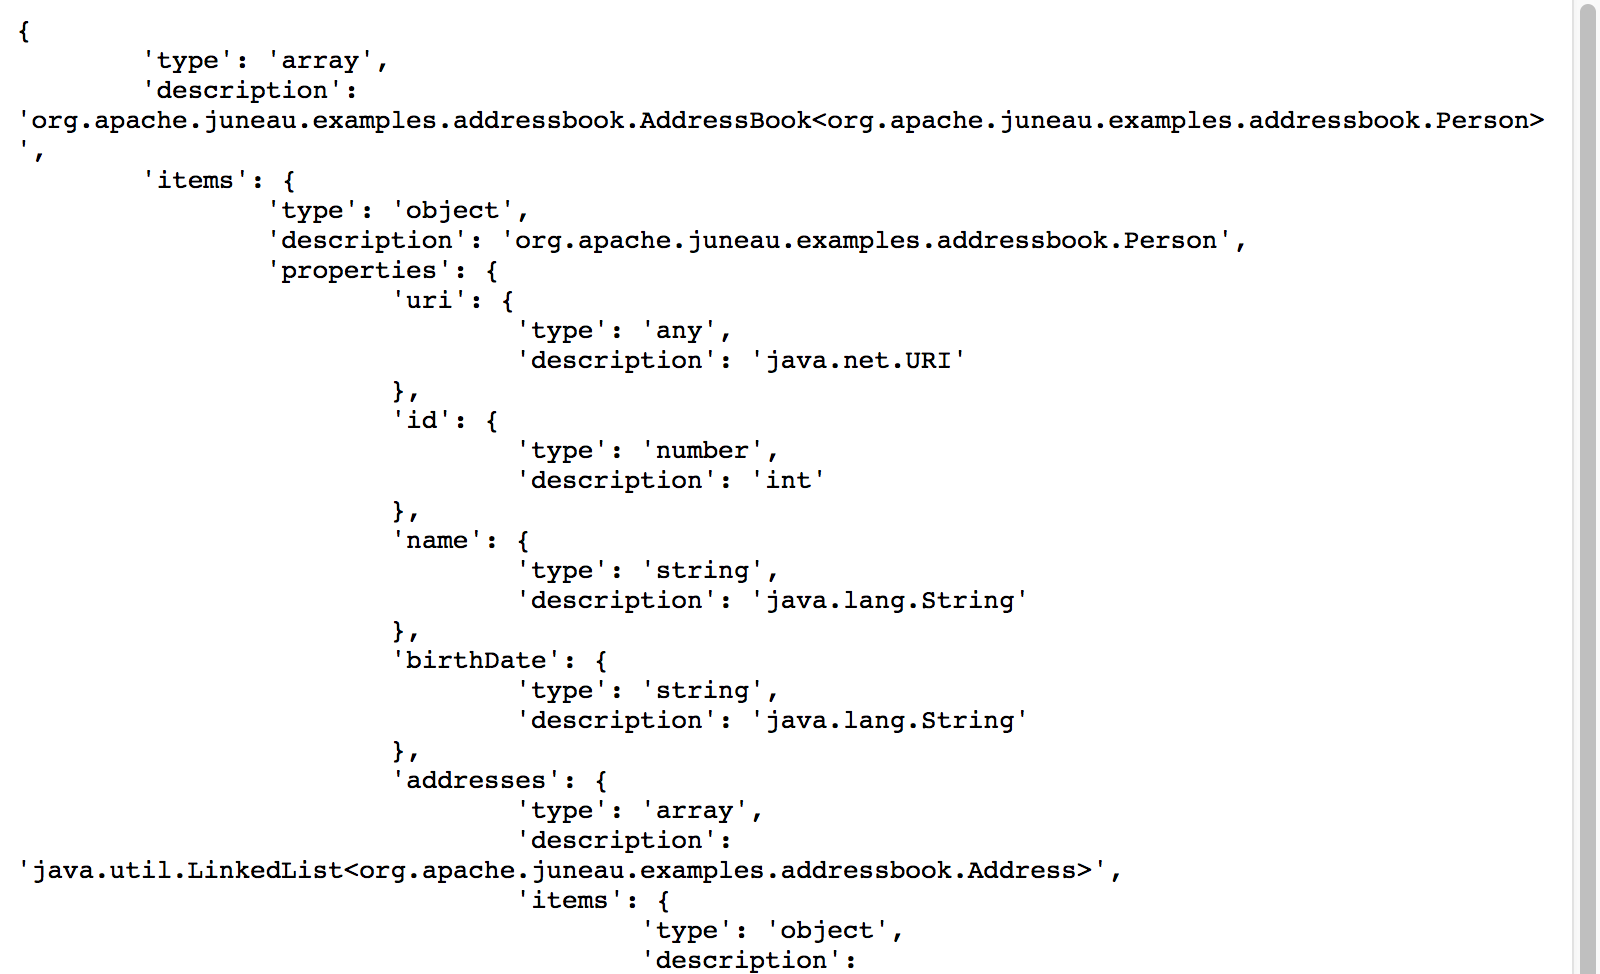 {
'type': 'array',
'description':
'org.apache.juneau.examples.addressbook.AddressBook<org.apache.juneau.examples.addressbook.Person>
',
'items': {
'type': 'object',
'description': 'org.apache.juneau.examples.addressbook.Person',
'properties': {
'uri': {
'type': 'any',
'description': 'java.net.URI'
},
'id': {
'type': 'number',
'description': 'int'
},
'name': {
'type': 'string',
'description': 'java.lang.String'
},
'birthDate': {
'type': 'string',
'description': 'java.lang.String'
},
'addresses': {
'type': 'array',
'description':
'java.util.LinkedList<org.apache.juneau.examples.addressbook.Address>',
'items': {
'type': 'object',
'description':